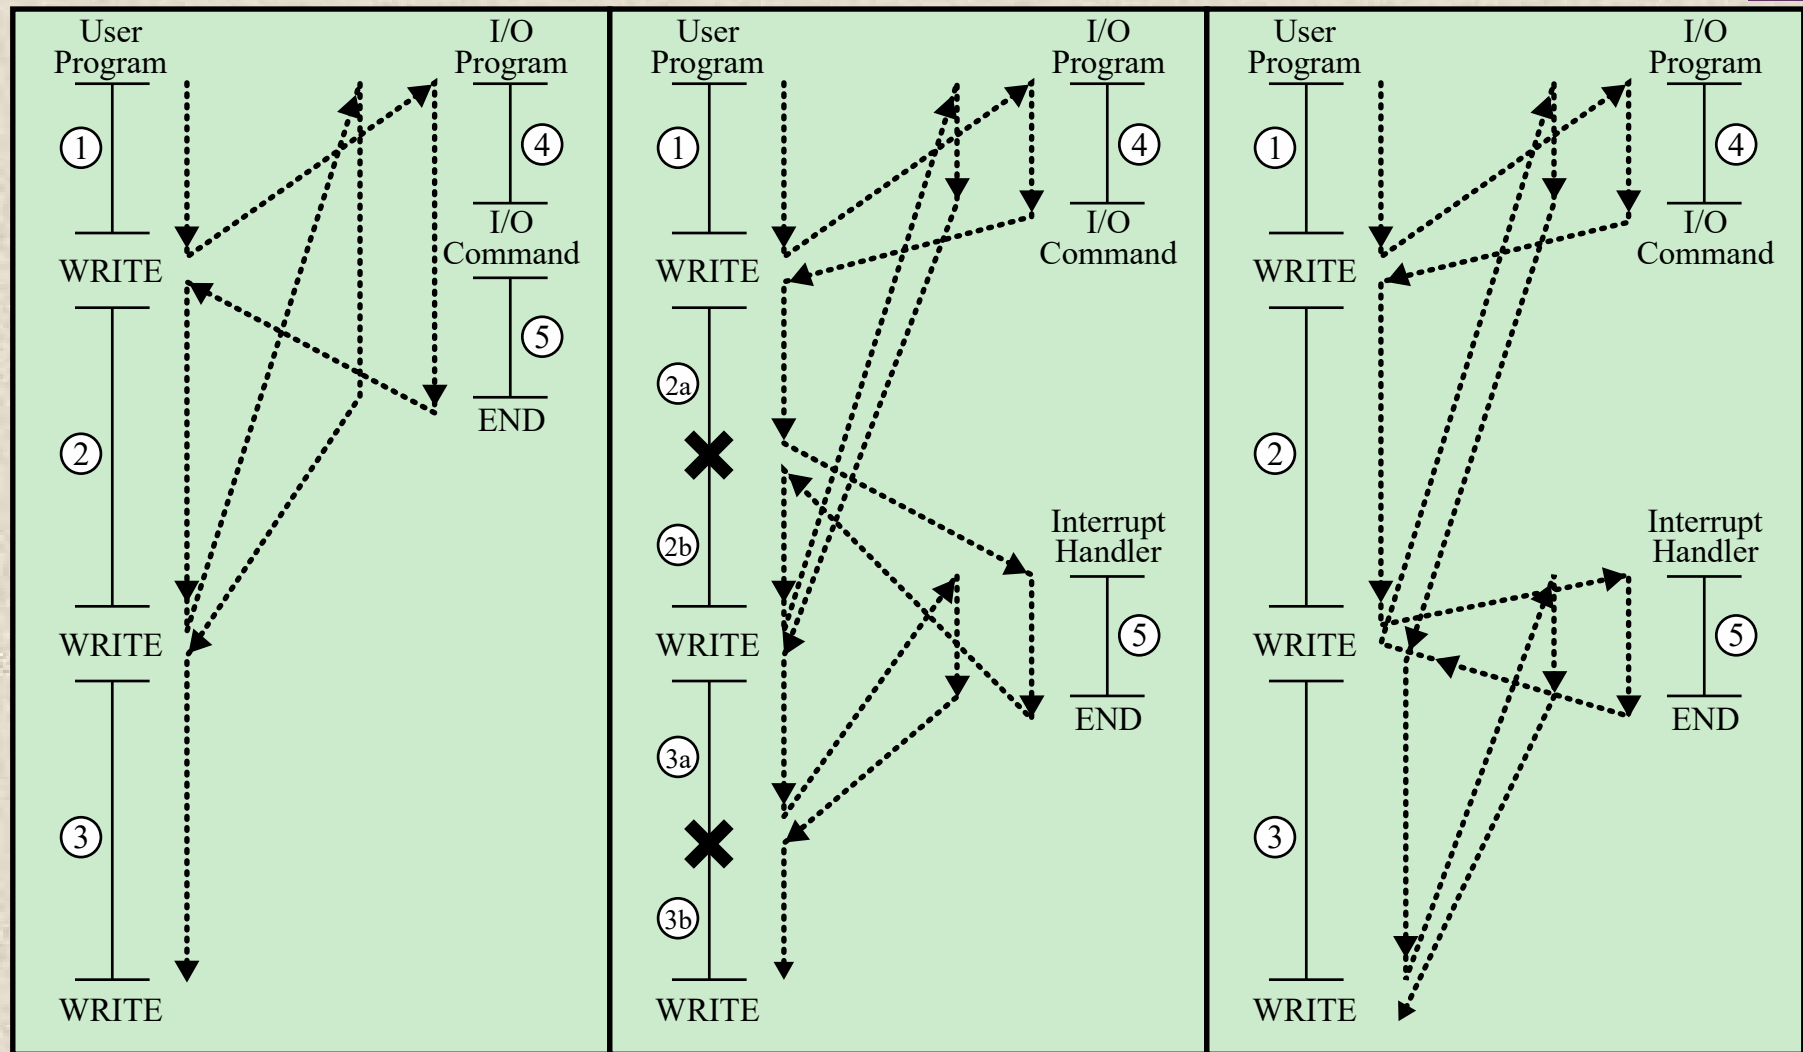 User
Program
I/O
Program
1
4
I/O
Command
WRITE
5
END
2
WRITE
3
WRITE
User
Program
I/O
Program
1
4
I/O
Command
WRITE
2a
2b
Interrupt
Handler
WRITE
5
END
3a
3b
WRITE
User
Program
I/O
Program
1
4
I/O
Command
WRITE
2
Interrupt
Handler
WRITE
5
END
3
WRITE